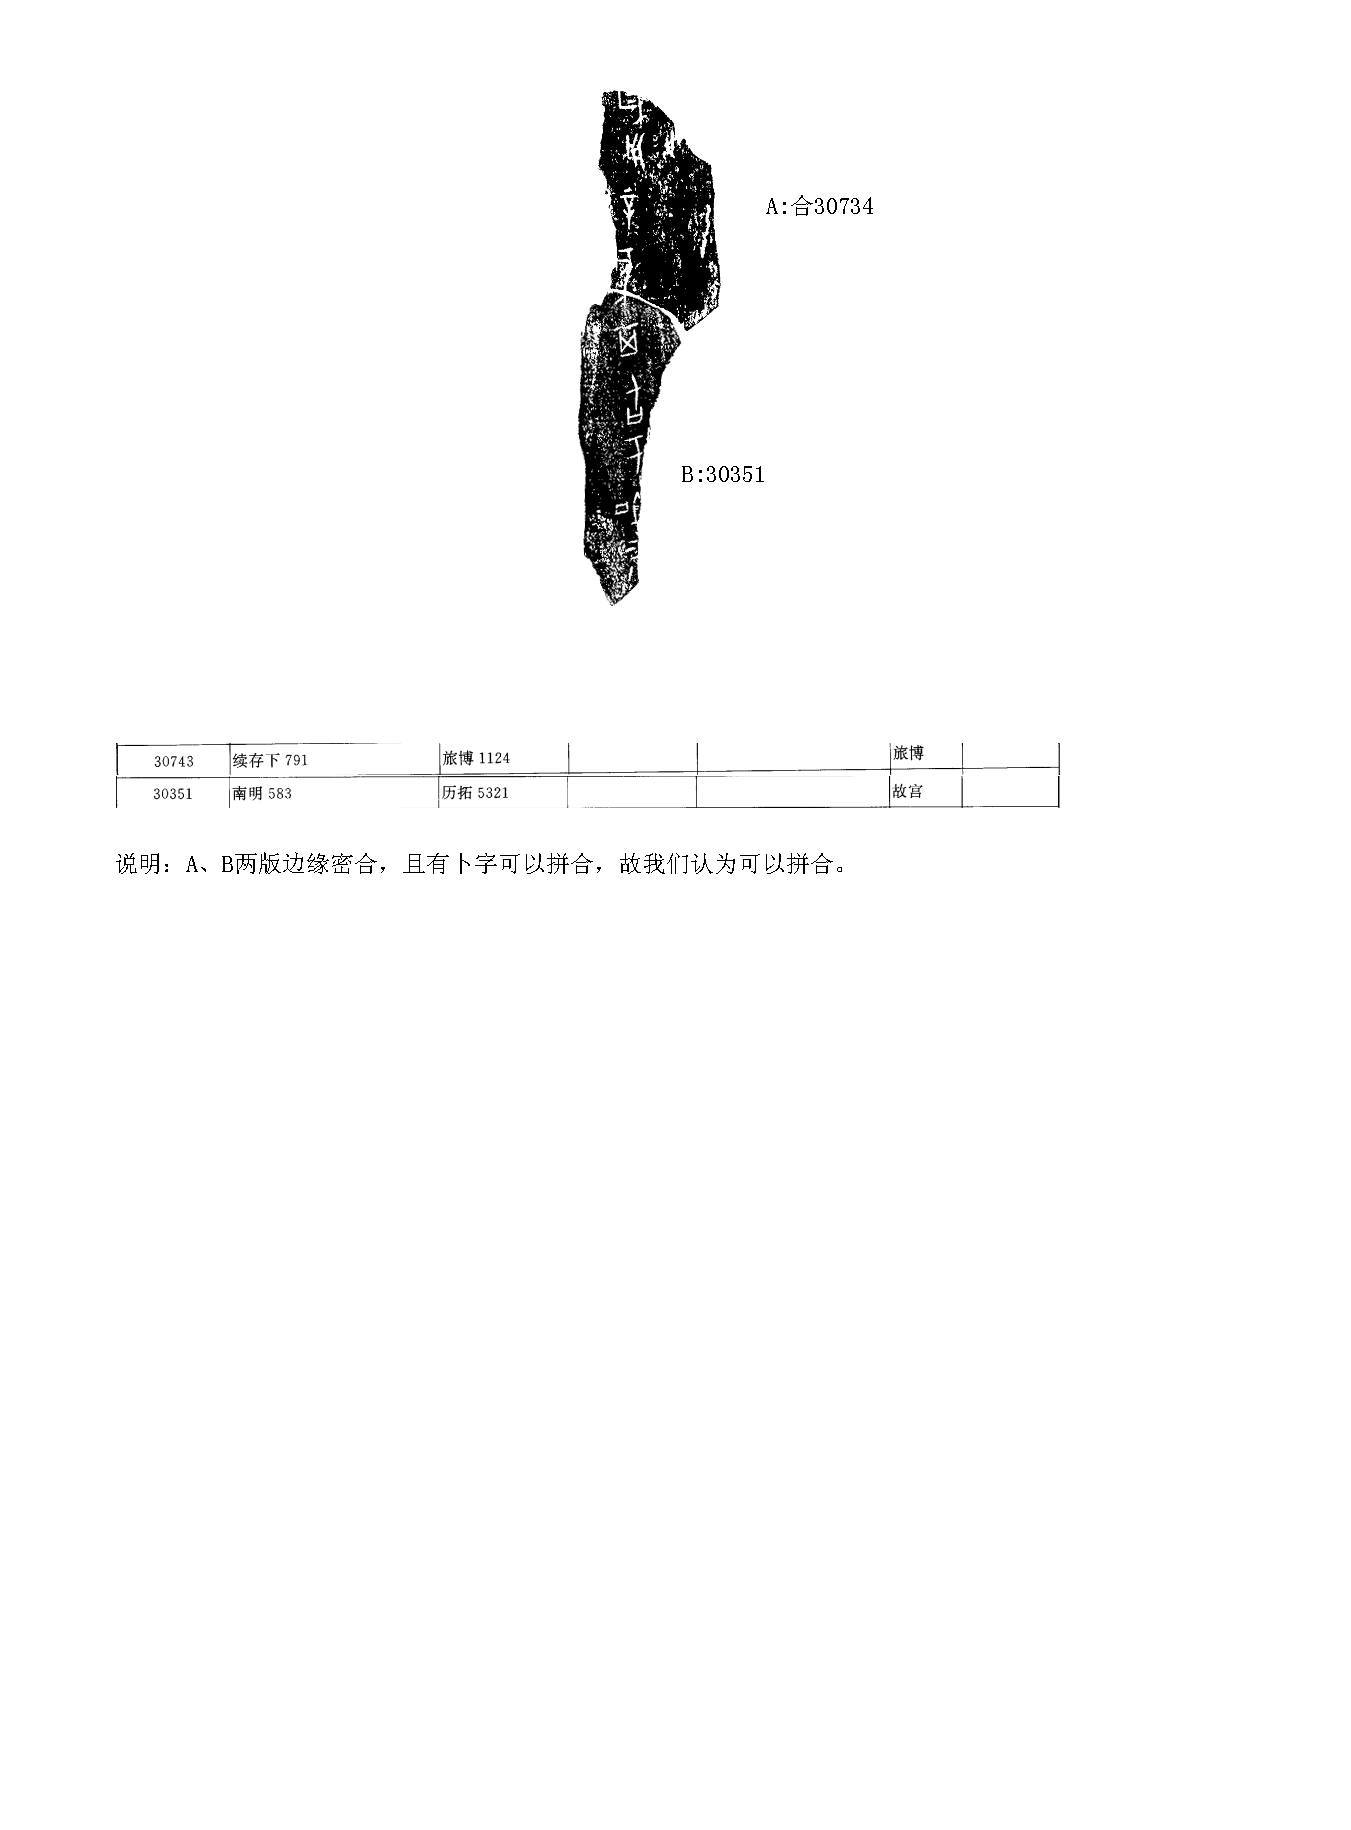 A:合30734
B:30351
30743 续存下 791 旅博 1124 旅博
30351 南明 583 历拓 5321 故宫
说明：A、B两版边缘密合，且有卜字可以拼合，故我们认为可以拼合。